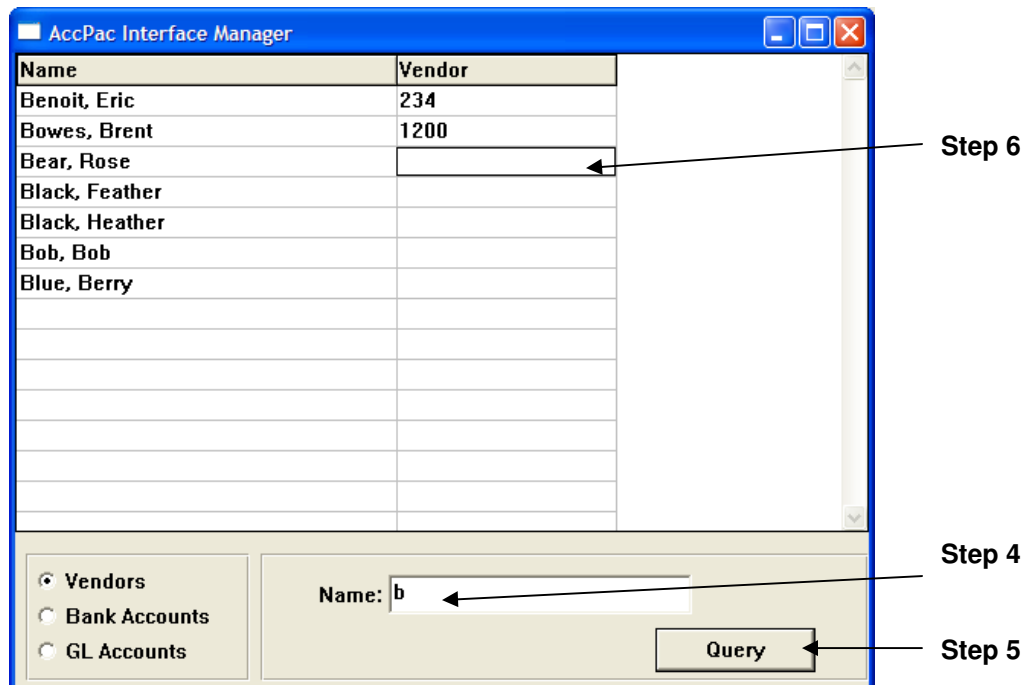 AccPac Interface Manager
Name Vendor
Benoit, Eric 234
Bowes, Brent 1200
Bear, Rose
Step 6
Black, Feather
Black, Heather
Bob, Bob
Blue, Berry
Step 4
Vendors
Name: b
Bank Accounts
GL Accounts
Query
Step 5